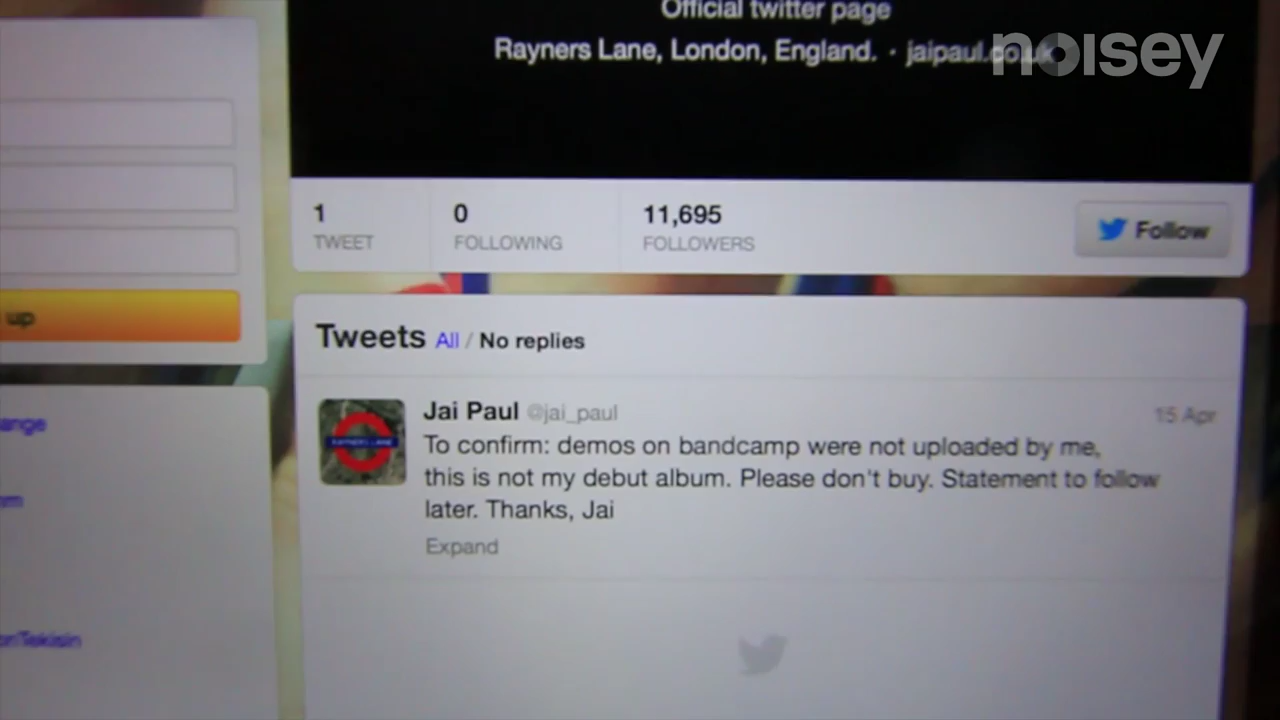 Official twitter page
Rayners Lane, London, England. · jaipaul.co.uk
noisey
1
TWEET
0
FOLLOWING
11,695
FOLLOWERS
Follow
up
Tweets All / No replies
Jai Paul @jai_paul
15 Apr
To confirm: demos on bandcamp were not uploaded by me,
this is not my debut album. Please don't buy. Statement to follow
later. Thanks, Jai
Expand
RAYNERS LANE